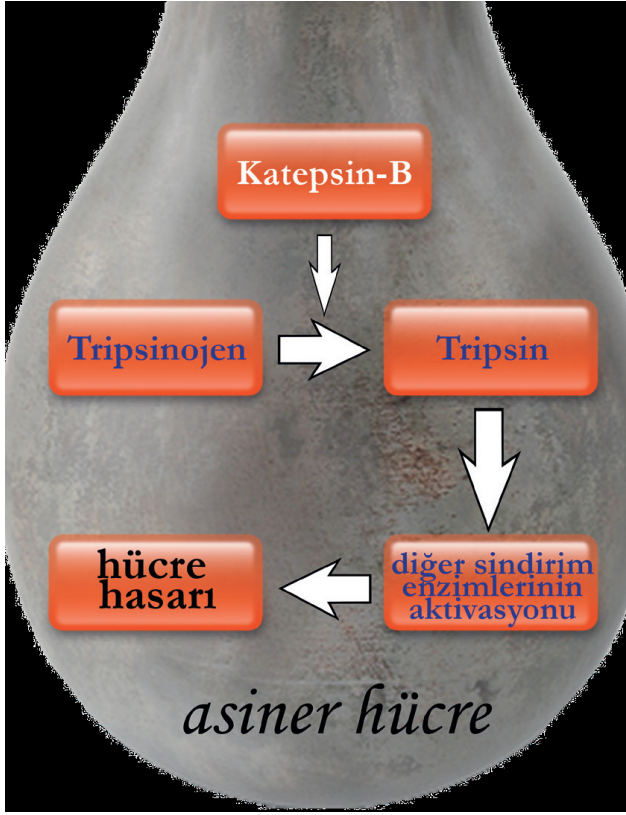 Katepsin-B
Tripsinojen
Tripsin
hücre
hasarı
diğer sindirim
enzimlerinin
aktivasyonu
asiner hücre